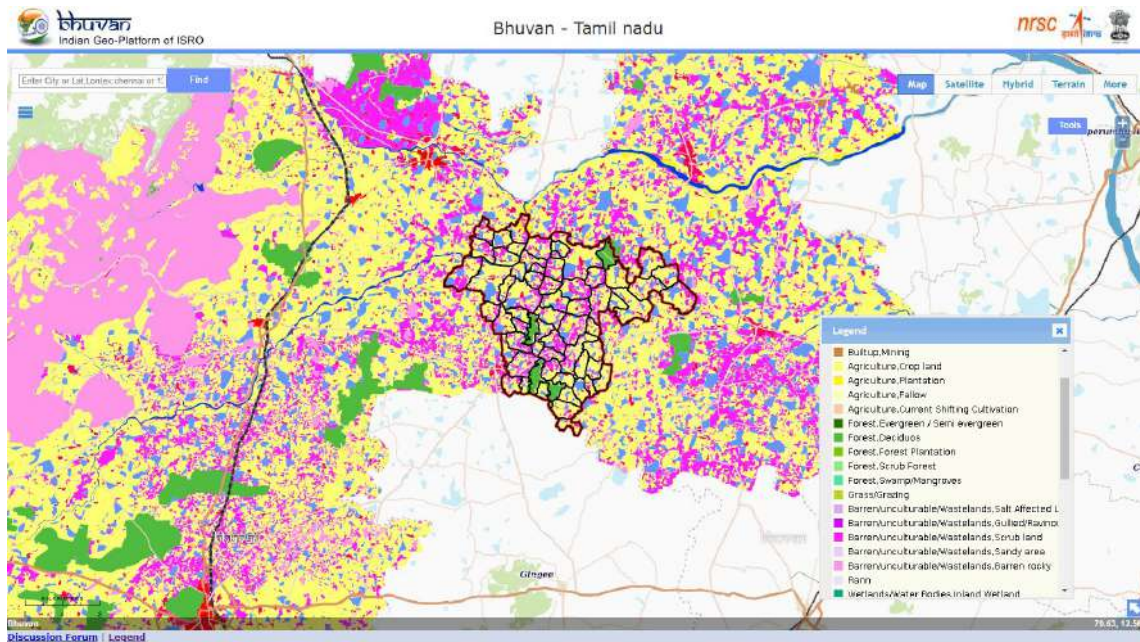 bhuvan
Indian Geo-Platform of ISRO
Bhuvan - Tamil nadu
nrsc
Find
Map
Satellite
Hybrid
Terrain
More
Tools
Legend
Builtup,Mining
Agriculture,Crop land
Agriculture,Plantation
Agriculture,Fallow
Agriculture,Current Shifting Cultivation
Forest,Evergreen / Semi evergreen
Forest,Deciduos
Forest,Forest Plantation
Forest,Scrub Forest
Forest,Swamp/Mangroves
Grass/Grazing
Barren/unculturable/Wastelands,Salt Affected L
Barren/unculturable/Wastelands,Gullied/Ravinou
Barren/unculturable/Wastelands,Scrub land
Barren/unculturable/Wastelands,Sandy area
Barren/unculturable/Wastelands,Barren rocky
Rann
Wetlands/Water Bodies,Inland Wetland
Gingee
Bhuvan
Discussion Forum | Legend